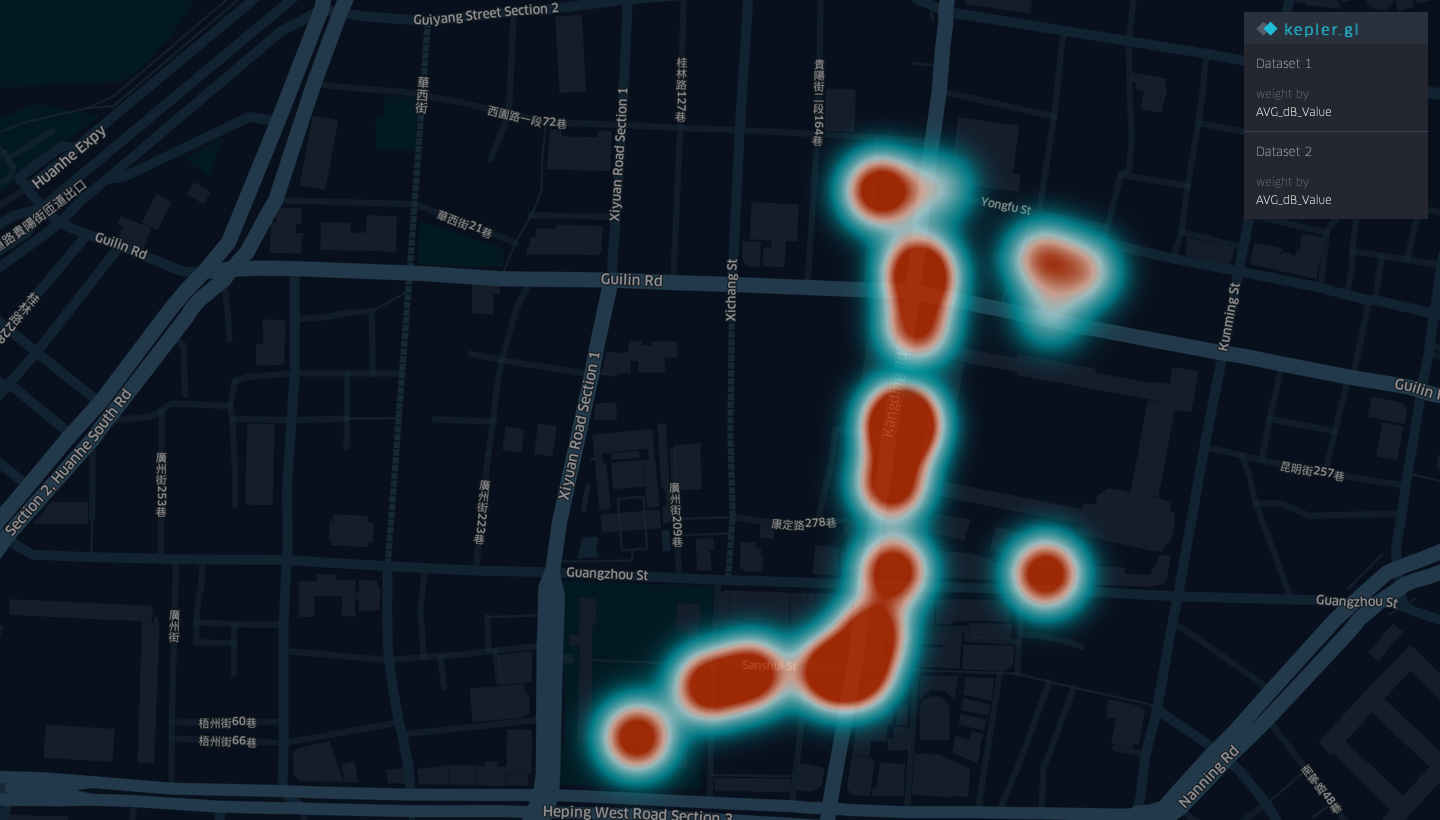 Guiyang Street Section 2
kepler.gl
Dataset 1
weight by
AVG_dB_Value
Dataset 2
weight by
AVG_dB_Value
華西街
桂林路127巷
貴陽街二段164巷
西園路一段72巷
Xiyuan Road Section 1
Huanhe Expy
道路貴陽街匝道出口
Guilin Rd
華西街21巷
Yongfu St
Guilin Rd
Xichang St
Kunming St
Xiyuan Road Section 1
Kangding Rd
Guilin
Section 2, Huanhe South Rd
廣州街253巷
廣州街223巷
廣州街209巷
康定路278巷
昆明街257巷
Guangzhou St
Guangzhou St
廣州街
Sanshui St
梧州街60巷
梧州街66巷
Nanning Rd
Heping West Road Section 3